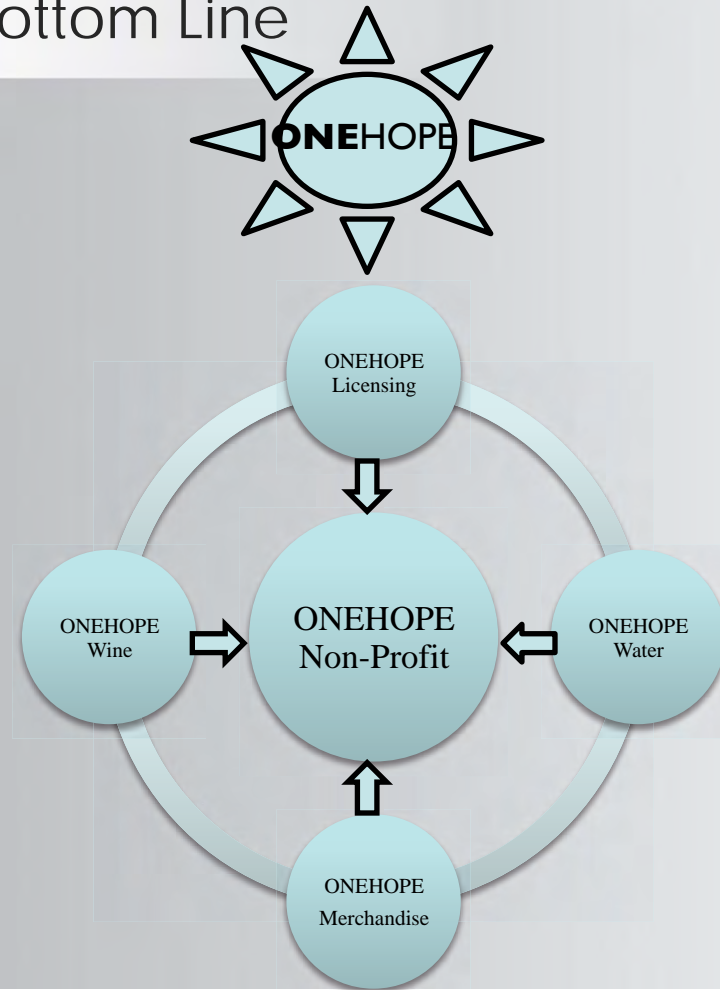 ottom Line
ONEHOPE
ONEHOPE
Licensing
ONEHOPE
Wine
ONEHOPE
Non-Profit
ONEHOPE
Water
ONEHOPE
Merchandise